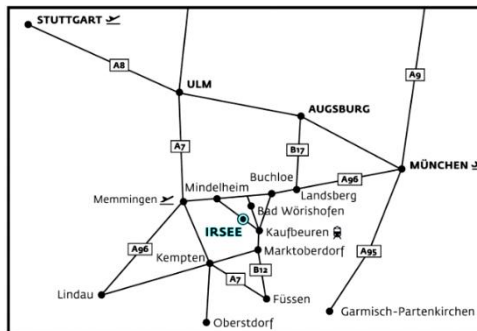 STUTTGART
A8
A9
ULM
AUGSBURG
A7
B17
MÜNCHEN
Buchloe
A96
Mindelheim
Landsberg
Memmingen
Bad Wörishofen
IRSEE
Kaufbeuren
A96
Marktoberdorf
A95
Kempten
A7
B12
Lindau
Füssen
Garmisch-Partenkirchen
Oberstdorf